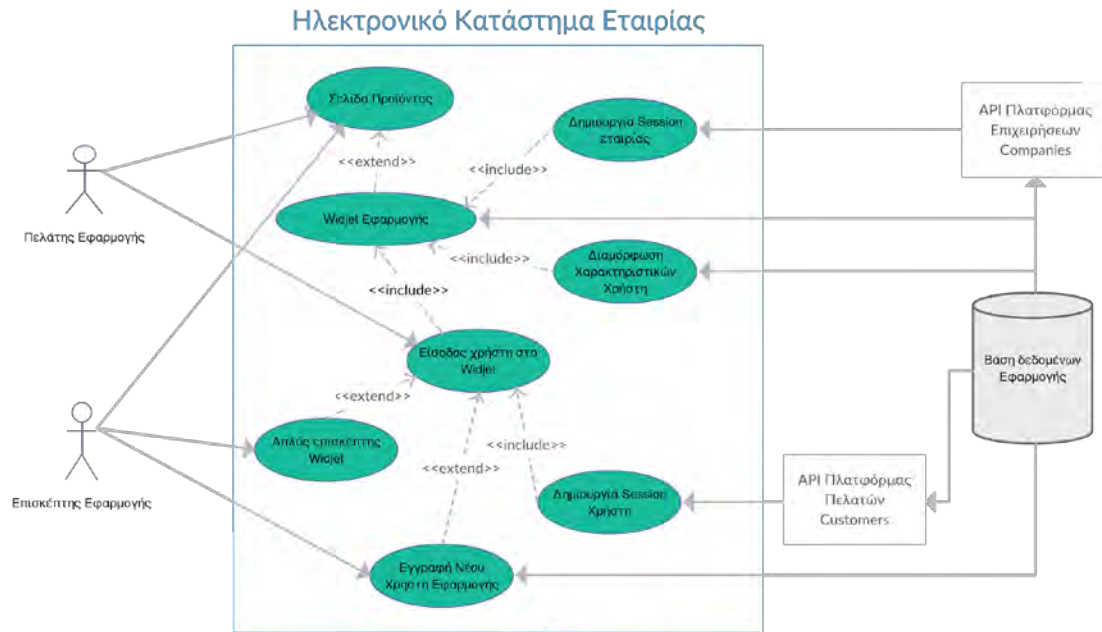 Ηλεκτρονικό Κατάστημα Εταιρίας
Σελίδα Προϊόντος
Δημιουργία Session
εταιρίας
API Πλατφόρμας
Επιχειρήσεων
Companies
<<extend>>
<<include>>
Πελάτης Εφαρμογής
Widjet Εφαρμογής
<<include>>
Διαμόρφωση
Χαρακτηριστικών
Χρήστη
<<include>>
Είσοδος χρήστη στο
Widjet
Βάση δεδομένων
Εφαρμογής
<<extend>>
Απλός επισκέπτης
Widjet
<<include>>
<<extend>>
Επισκέπτης Εφαρμογής
Δημιουργία Session
Χρήστη
API Πλατφόρμας
Πελατών
Customers
Εγγραφή Νέου
Χρήστη Εφαρμογής